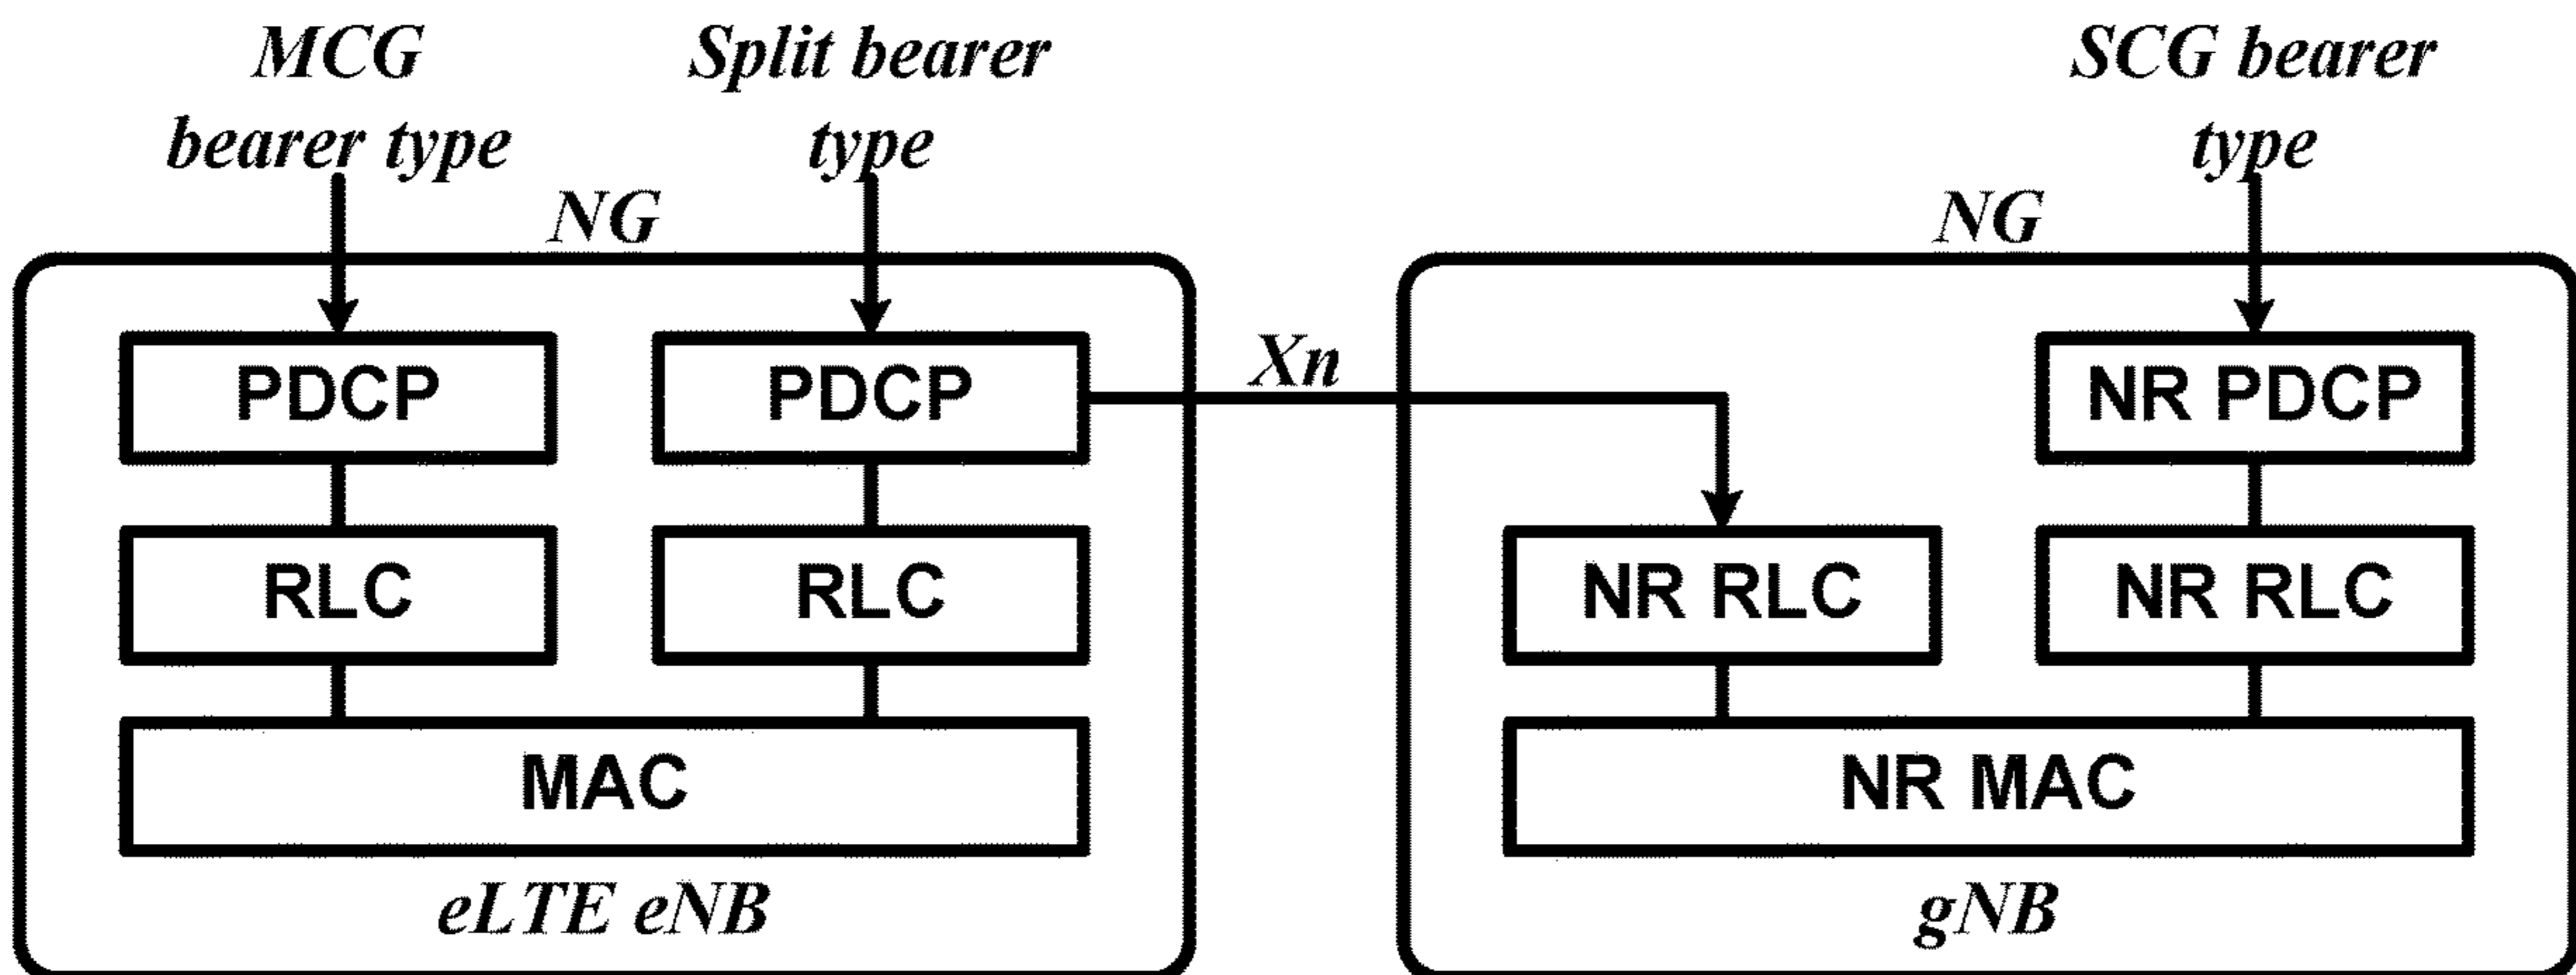 MCG
bearer type
Split bearer
type
SCG bearer
type
NG
NG
Xn
PDCP
PDCP
NR PDCP
RLC
RLC
NR RLC
NR RLC
MAC
NR MAC
eLTE eNB
gNB